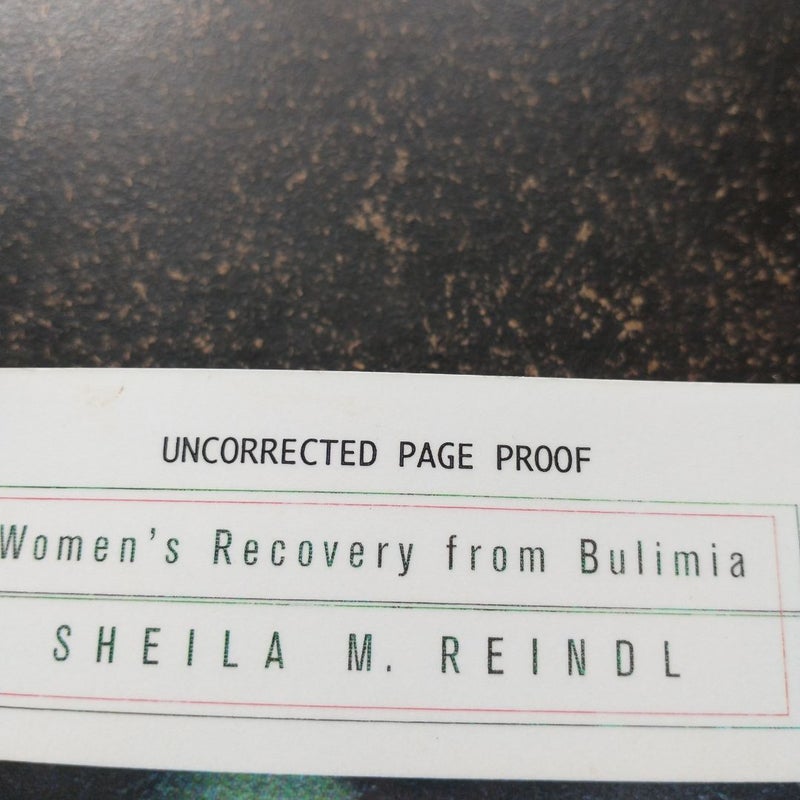 UNCORRECTED PAGE PROOF
Women's Recovery from Bulimia
SHEILA M. REINDL